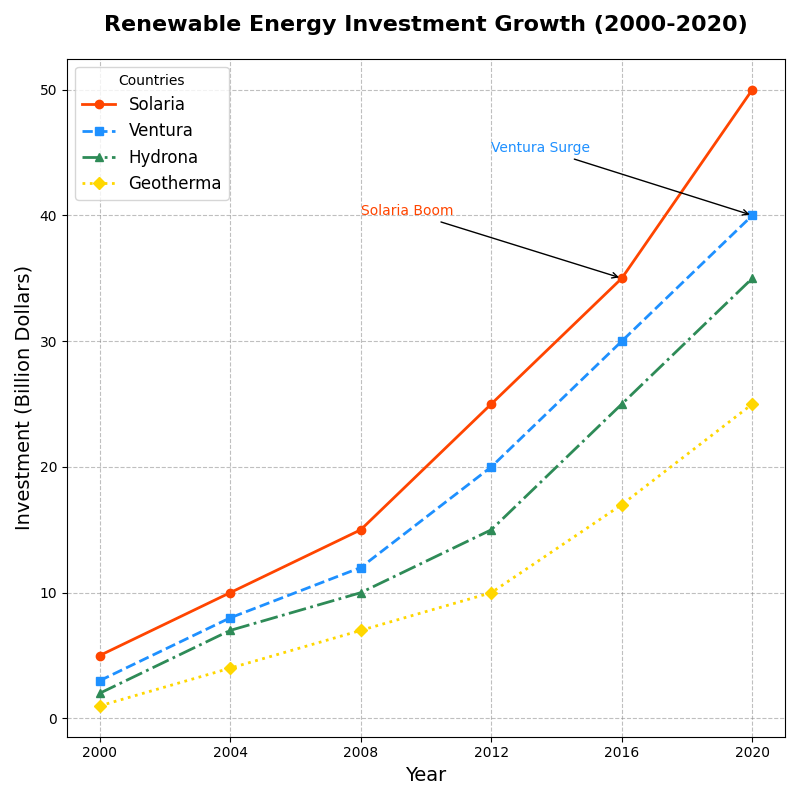 Renewable Energy Investment Growth (2000-2020)
Countries
Solaria
Ventura
Hydrona
Geotherma
Ventura Surge
Solaria Boom
50
40
30
20
10
0
Investment (Billion Dollars)
2000 2004 2008 2012 2016 2020
Year